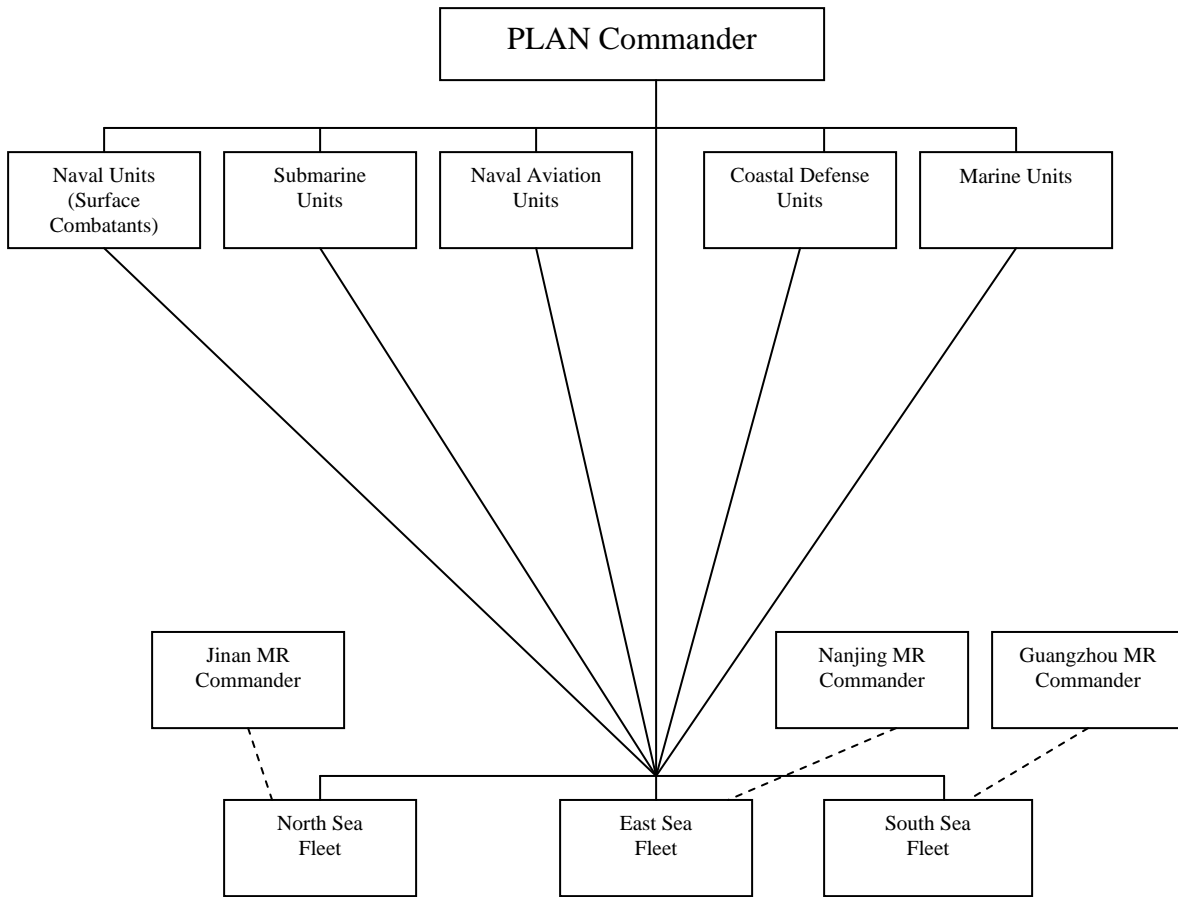 PLAN Commander
Naval Units
(Surface
Combatants)
Submarine
Units
Naval Aviation
Units
Coastal Defense
Units
Marine Units
Jinan MR
Commander
Nanjing MR
Commander
Guangzhou MR
Commander
North Sea
Fleet
East Sea
Fleet
South Sea
Fleet